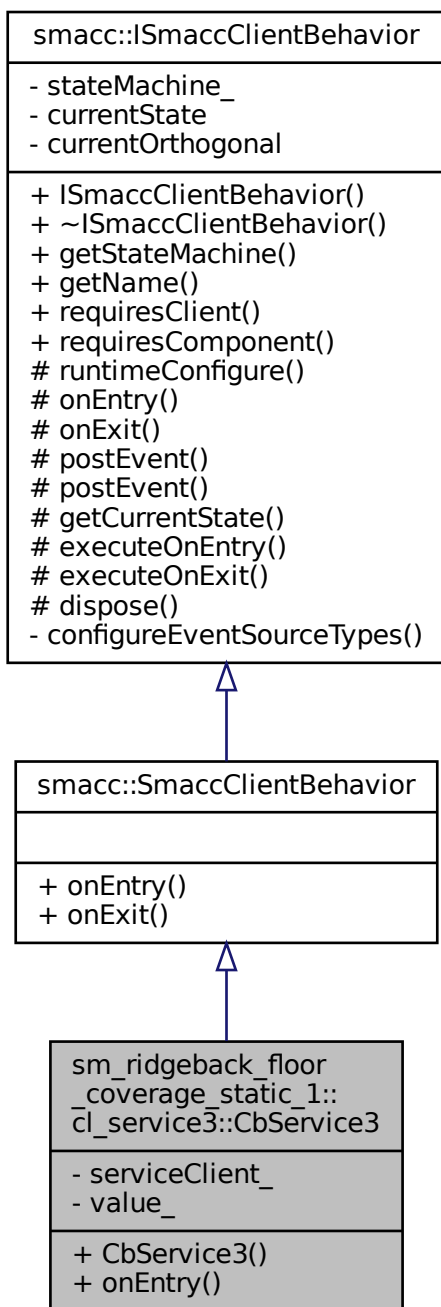 smacc::ISmaccClientBehavior
- stateMachine_
- currentState
- currentOrthogonal
+ ISmaccClientBehavior()
+ ~ISmaccClientBehavior()
+ getStateMachine()
+ getName()
+ requiresClient()
+ requiresComponent()
# runtimeConfigure()
# onEntry()
# onExit()
# postEvent()
# postEvent()
# getCurrentState()
# executeOnEntry()
# executeOnExit()
# dispose()
- configureEventSourceTypes()
smacc::SmaccClientBehavior
+ onEntry()
+ onExit()
sm_ridgeback_floor
_coverage_static_1::
cl_service3::CbService3
- serviceClient_
- value_
+ CbService3()
+ onEntry()